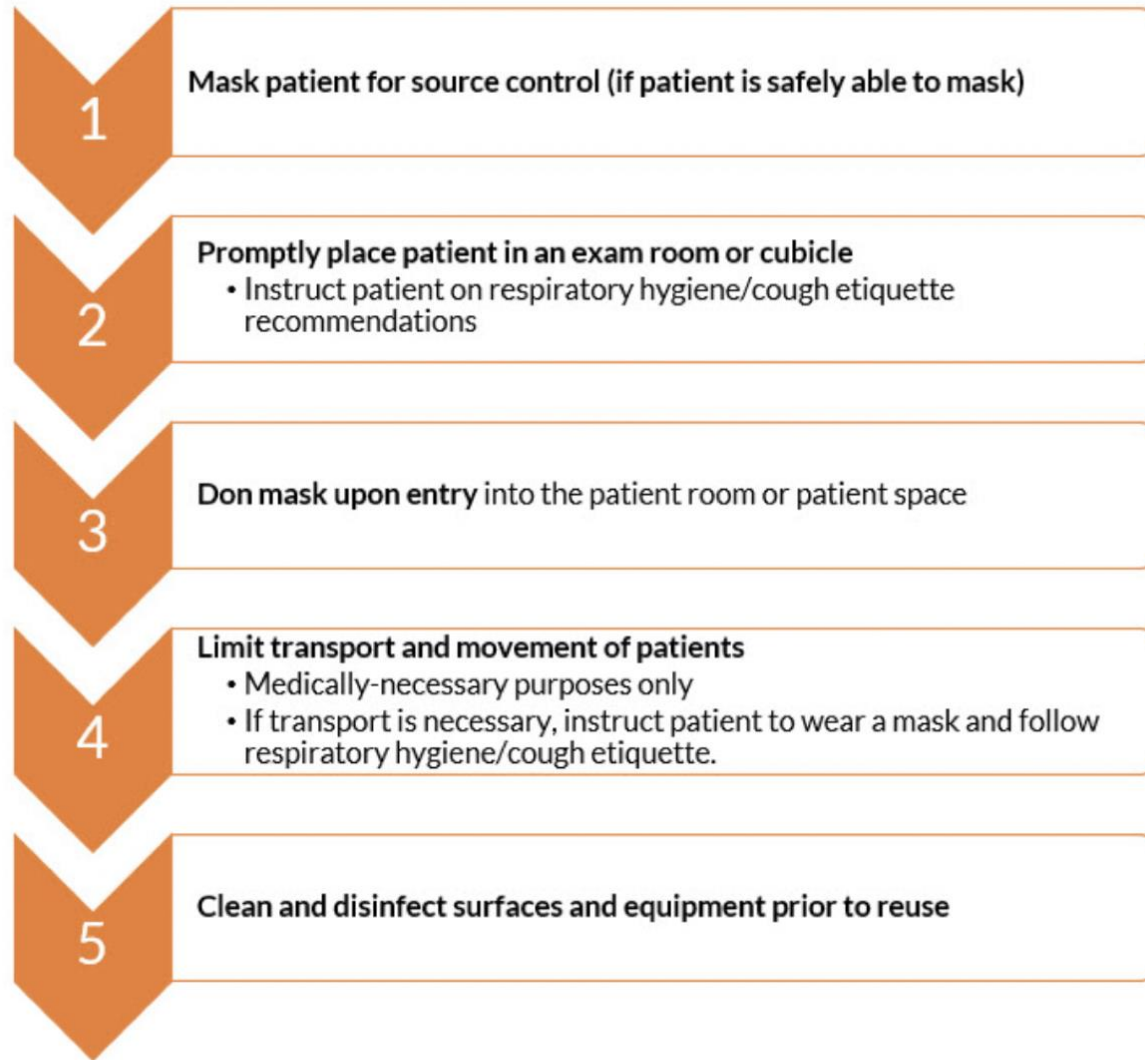 1
Mask patient for source control (if patient is safely able to mask)
2
Promptly place patient in an exam room or cubicle
• Instruct patient on respiratory hygiene/cough etiquette
recommendations
3
Don mask upon entry into the patient room or patient space
4
Limit transport and movement of patients
• Medically-necessary purposes only
• If transport is necessary, instruct patient to wear a mask and follow
respiratory hygiene/cough etiquette.
5
Clean and disinfect surfaces and equipment prior to reuse